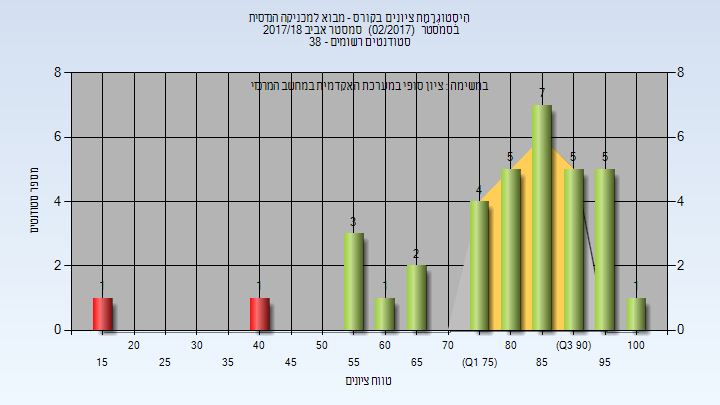 היסטוגרמת ציונים בקורס - מבוא למכניקה הנדסית
בסמסטר (02/2017) סמסטר אביב 2017/18
סטודנטים רשומים - 38
במשימה : ציון סופי במערכת האקדמית במחשב המרכזי
8 8
6 6
4 4
2 2
0 0
מספר סטודנטים
1 1 3 1 2 4 5 7 5 5 1
20 30 40 50 60 70 80 (Q3 90) 100
15 25 35 45 55 65 (Q1 75) 85 95
טווח ציונים